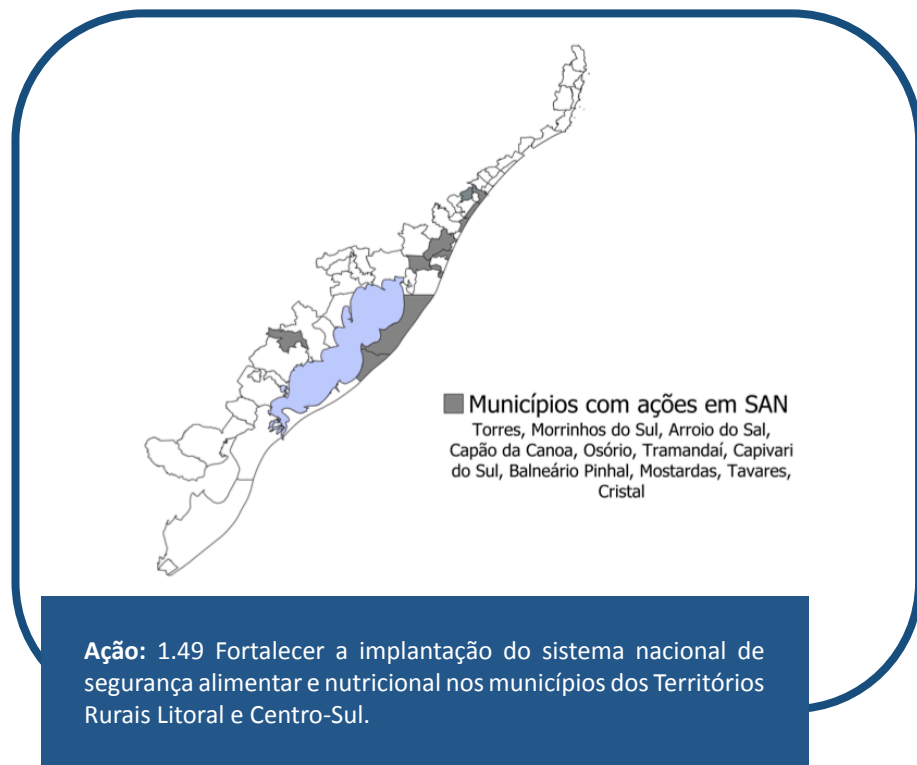 Municípios com ações em SAN
Torres, Morrinhos do Sul, Arroio do Sal,
Capão da Canoa, Osório, Tramandaí, Capivari
do Sul, Balneário Pinhal, Mostardas, Tavares,
Cristal
Ação: 1.49 Fortalecer a implantação do sistema nacional de
segurança alimentar e nutricional nos municípios dos Territórios
Rurais Litoral e Centro-Sul.